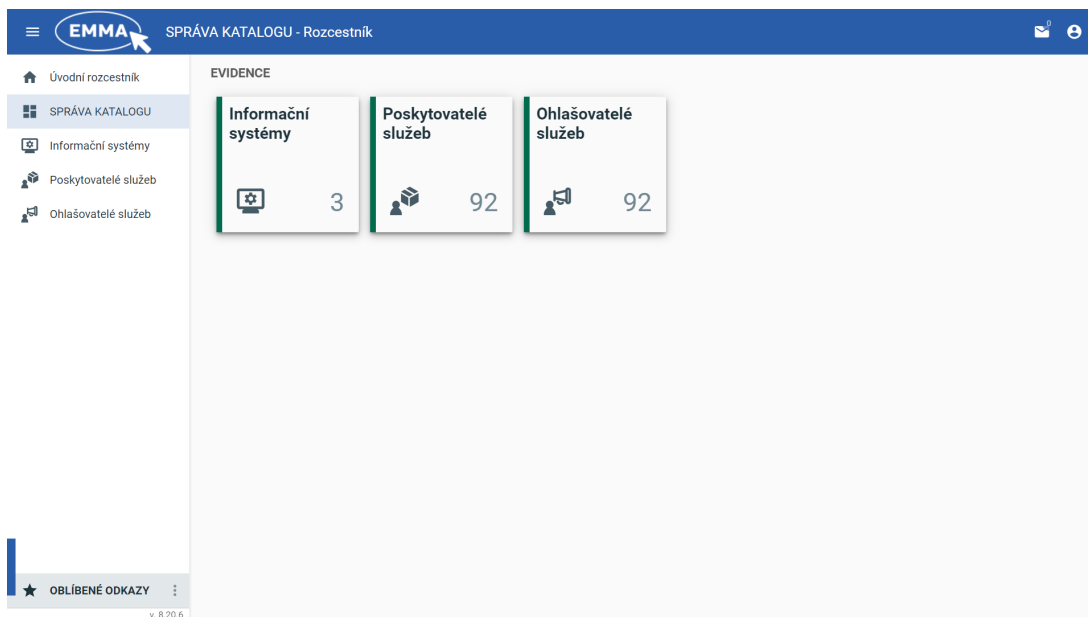 EMMA
SPRÁVA KATALOGU - Rozcestník
0
Úvodní rozcestník
SPRÁVA KATALOGU
Informační systémy
Poskytovatelé služeb
Ohlašovatelé služeb
EVIDENCE
Informační
systémy
3
Poskytovatelé
služeb
92
Ohlašovatelé
služeb
92
OBLÍBENÉ ODKAZY
v. 8.20.6